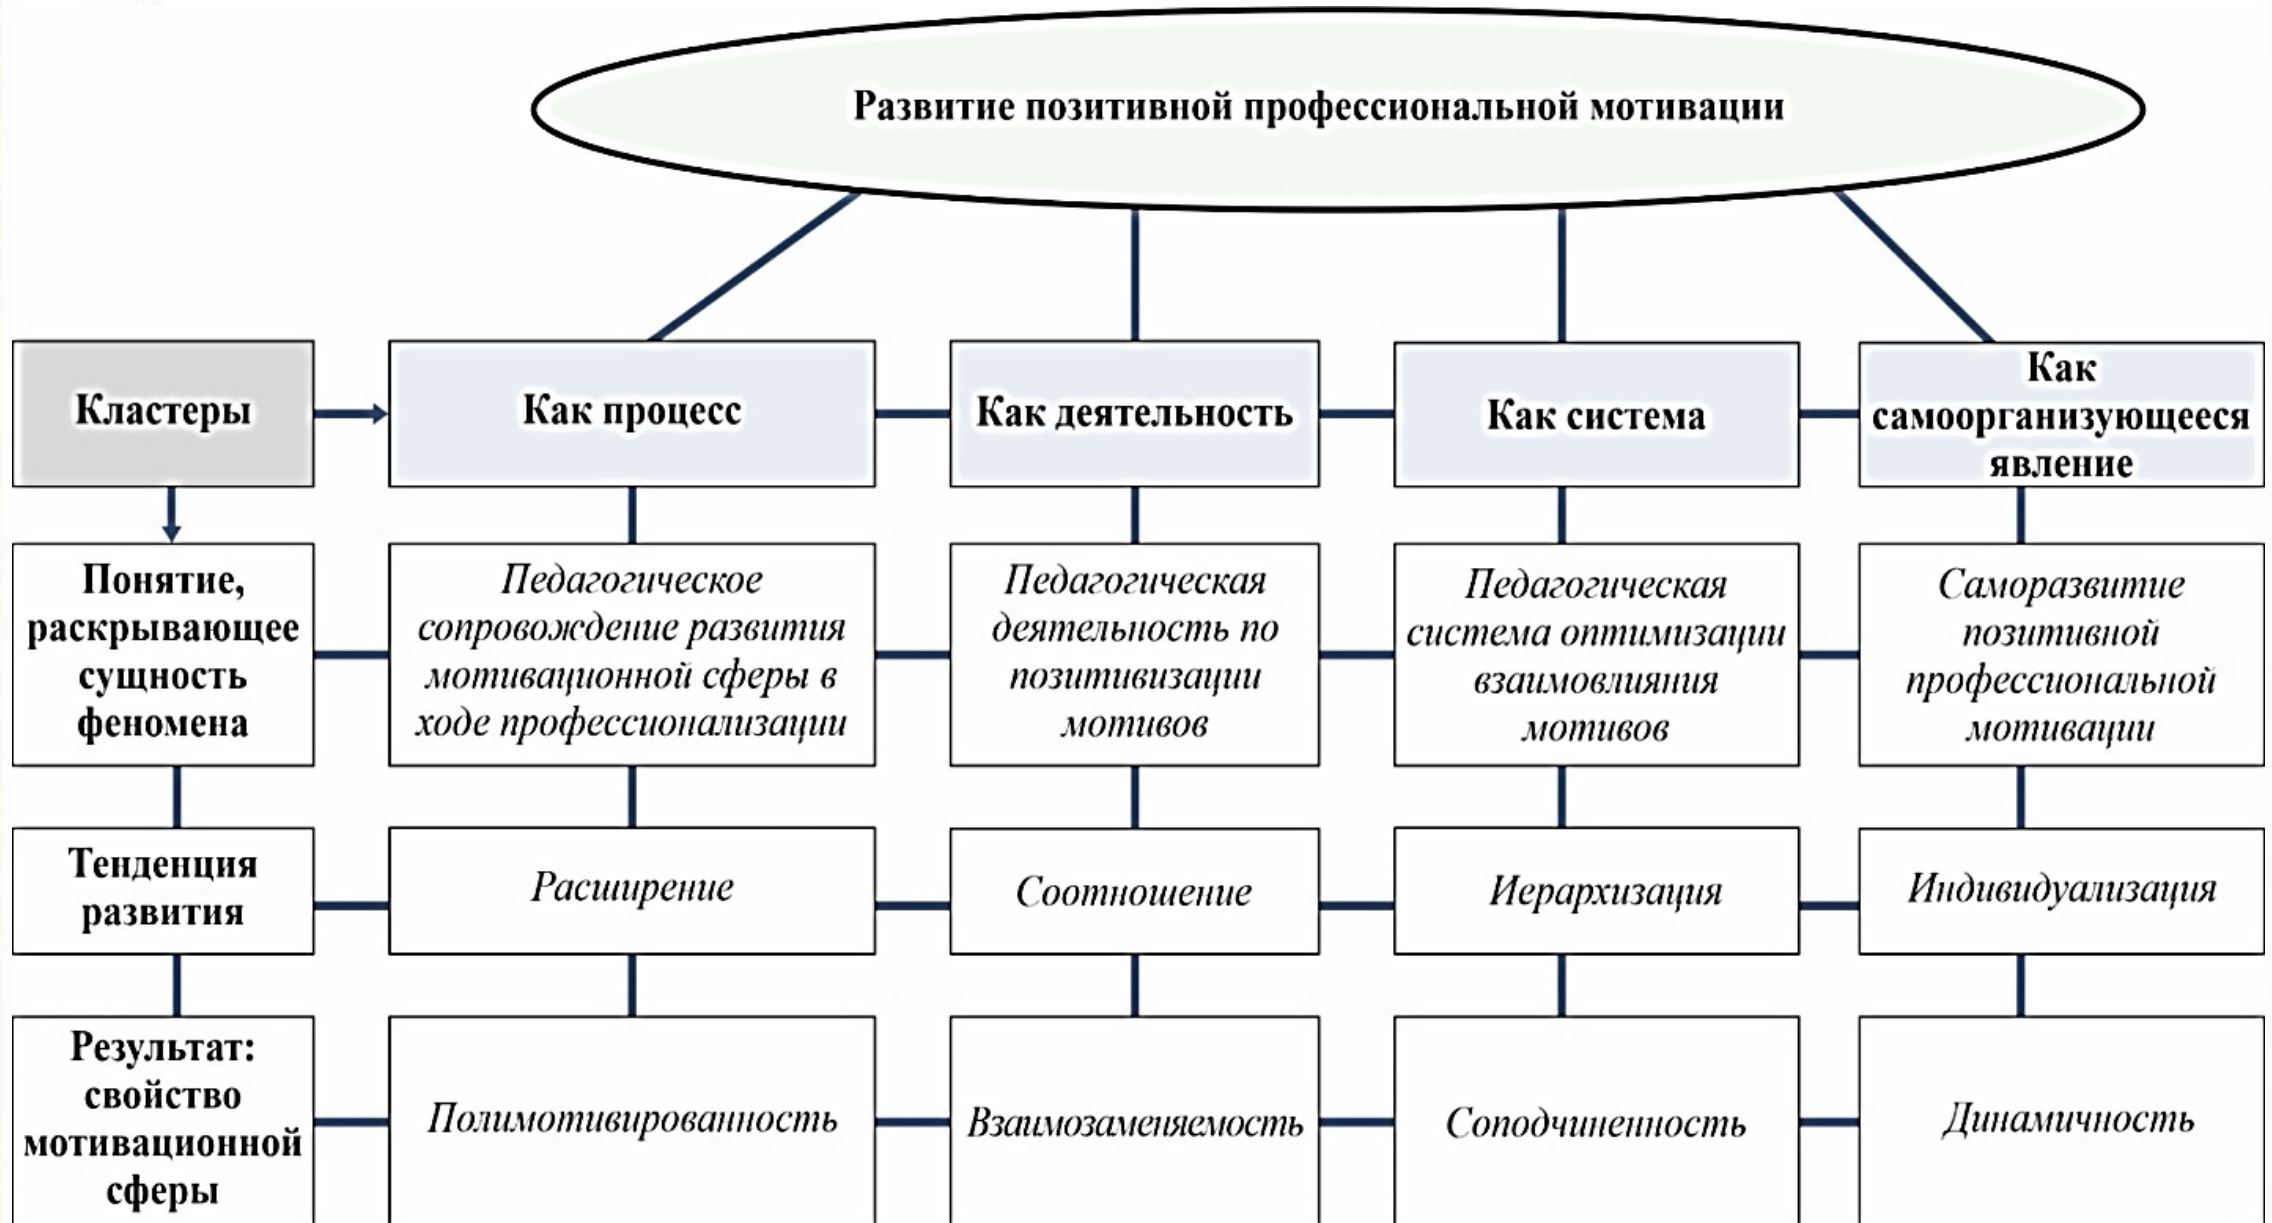 Развитие позитивной профессиональной мотивации
Кластеры
Как процесс
Как деятельность
Как система
Как
самоорганизующееся
явление
Понятие,
раскрывающее
сущность
феномена
Педагогическое
сопровождение развития
мотивационной сферы в
ходе профессионализации
Педагогическая
деятельность по
позитивизации
мотивов
Педагогическая
система оптимизации
взаимовлияния
мотивов
Саморазвитие
позитивной
профессиональной
мотивации
Тенденция
развития
Расширение
Соотношение
Иерархизация
Индивидуализация
Результат:
свойство
мотивационной
сферы
Полимотивированность
Взаимозаменяемость
Соподчиненность
Динамичность